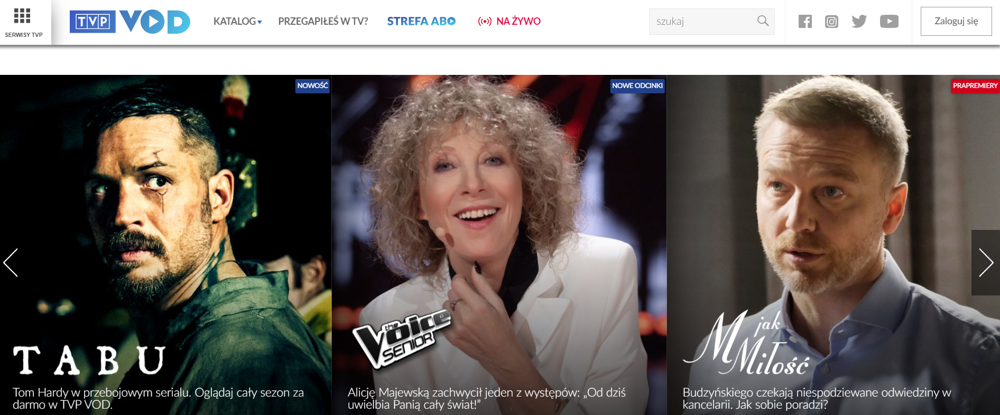 SERWISY TVP
TVP VOD
KATALOG
PRZEGAPIŁEŚ W TV?
STREFA ABO
NA ŻYWO
szukaj
Zaloguj się
NOWOŚĆ
TABU
Tom Hardy w przebojowym serialu. Oglądaj cały sezon za
darmo w TVP VOD.
NOWE ODCINKI
the
Voice
SENIOR
Alicję Majewską zachwycił jeden z występów: „Od dziś
uwielbia Panią cały świat!”
PRAPREMIERY
M jak
Miłość
Budzyńskiego czekają niespodziewane odwiedziny w
kancelarii. Jak sobie poradzi?